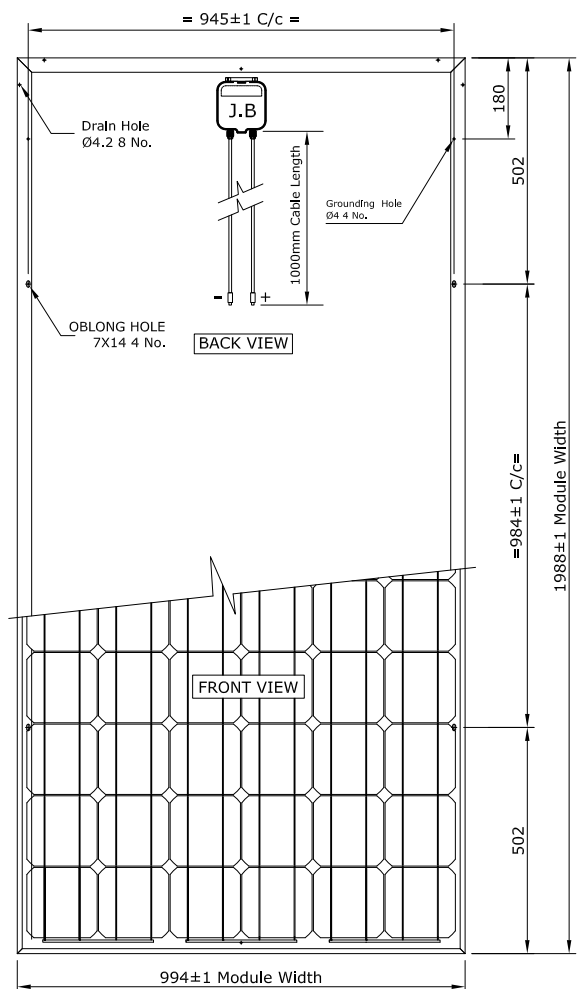 = 945±1 C/c =
J.B
Drain Hole
Ø4.2 8 No.
180
502
Grounding Hole
Ø4 4 No.
1000mm Cable Length
- +
OBLONG HOLE
7X14 4 No.
BACK VIEW
=984±1 C/c=
1988±1 Module Width
FRONT VIEW
502
994±1 Module Width